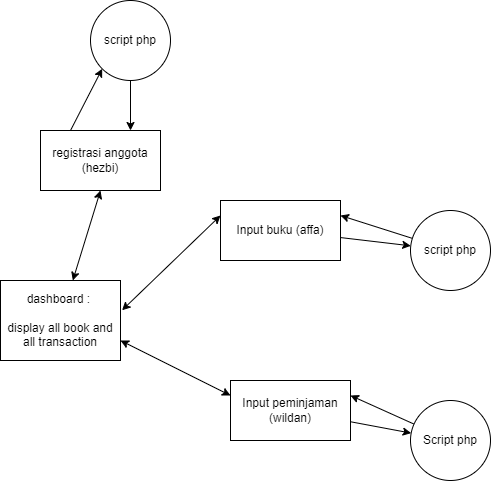 script php
registrasi anggota
(hezbi)
Input buku (affa)
script php
dashboard :
display all book and
all transaction
Input peminjaman
(wildan)
Script php